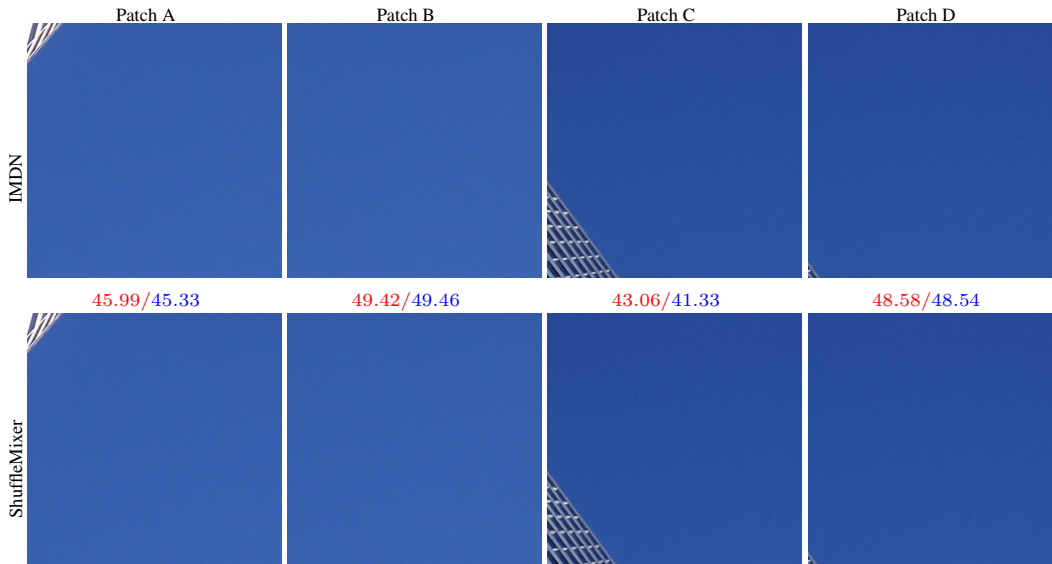 Patch A Patch B Patch C Patch D
IMDN
45.99/45.33 49.42/49.46 43.06/41.33 48.58/48.54
ShuffleMixer